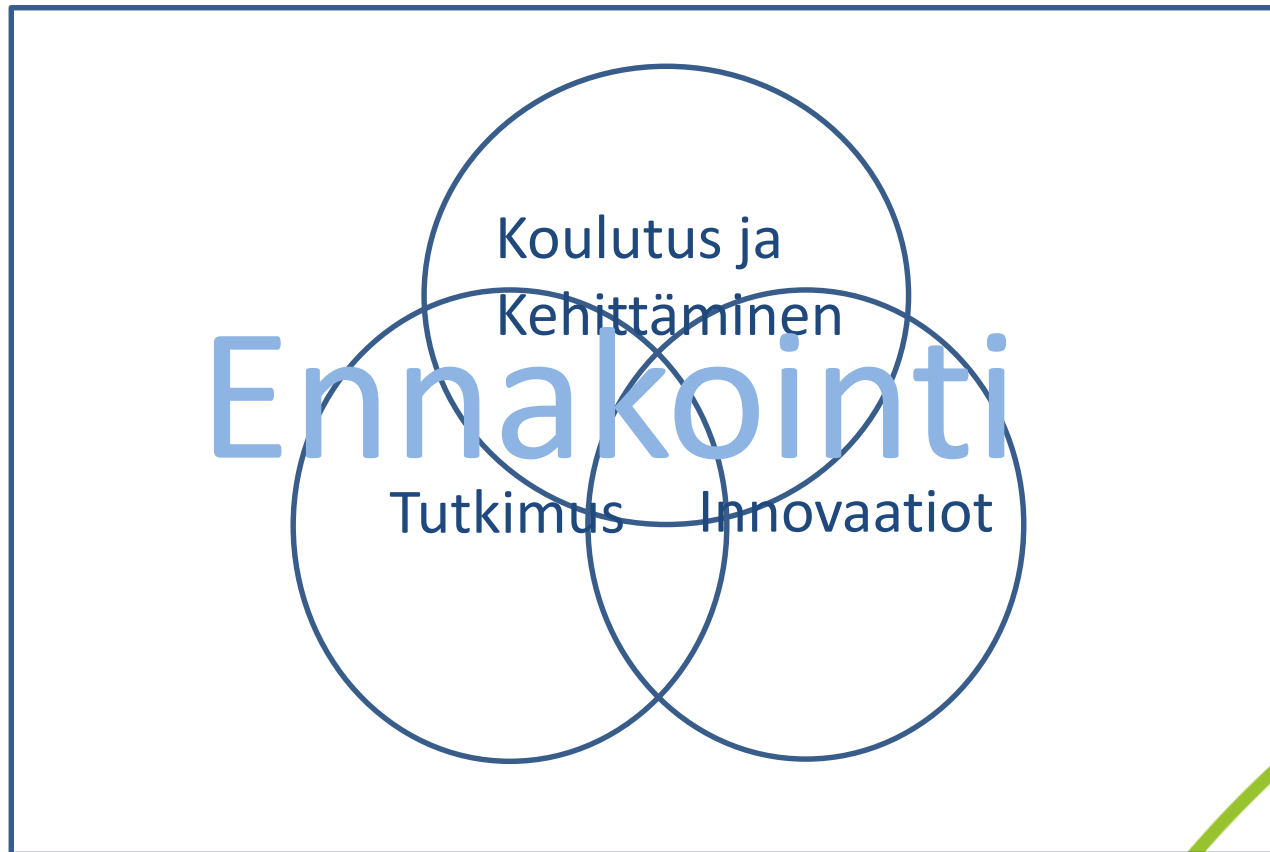 Koulutus ja
Kehittäminen
Ennakointi
Tutkimus
Innovaatiot